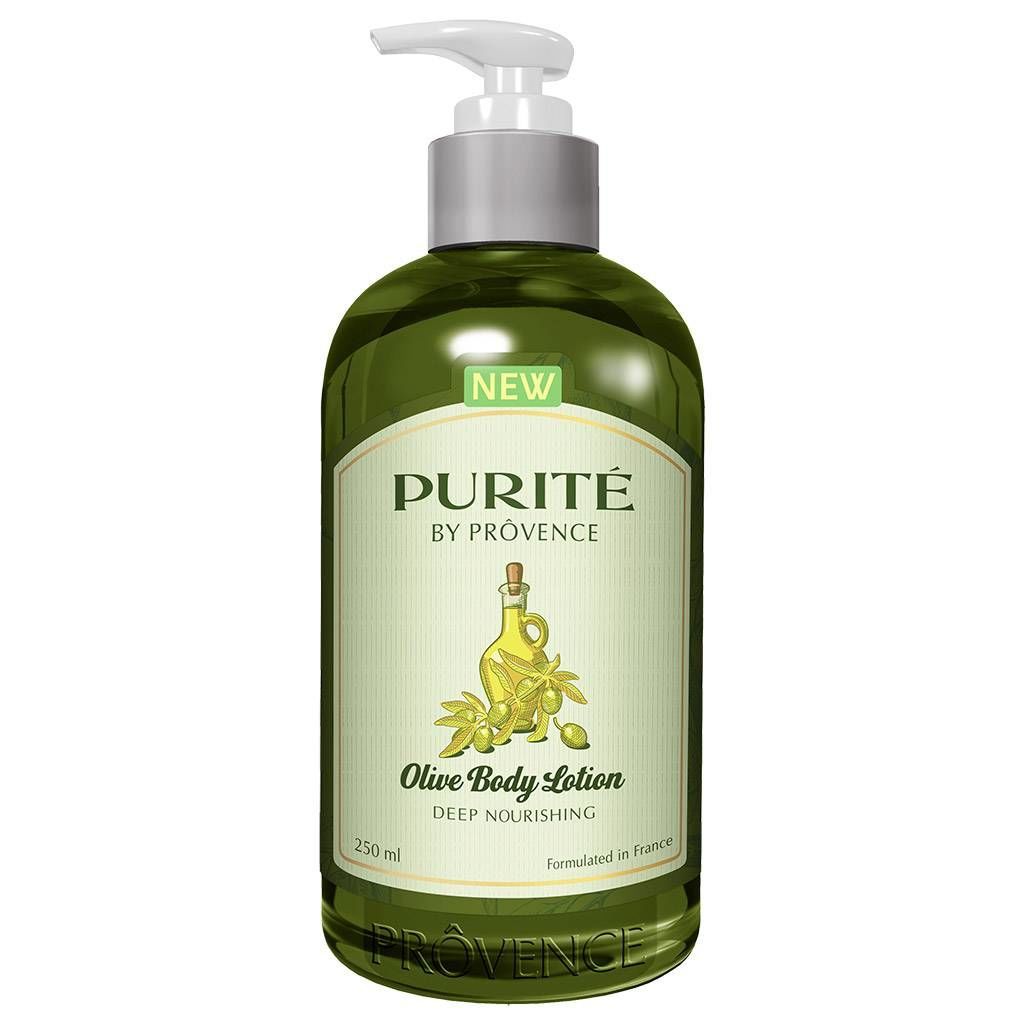 NEW
PURITÉ
BY PRÔVENCE
Olive Body Lotion
DEEP NOURISHING
250 ml
Formulated in France
PRÔVENCE